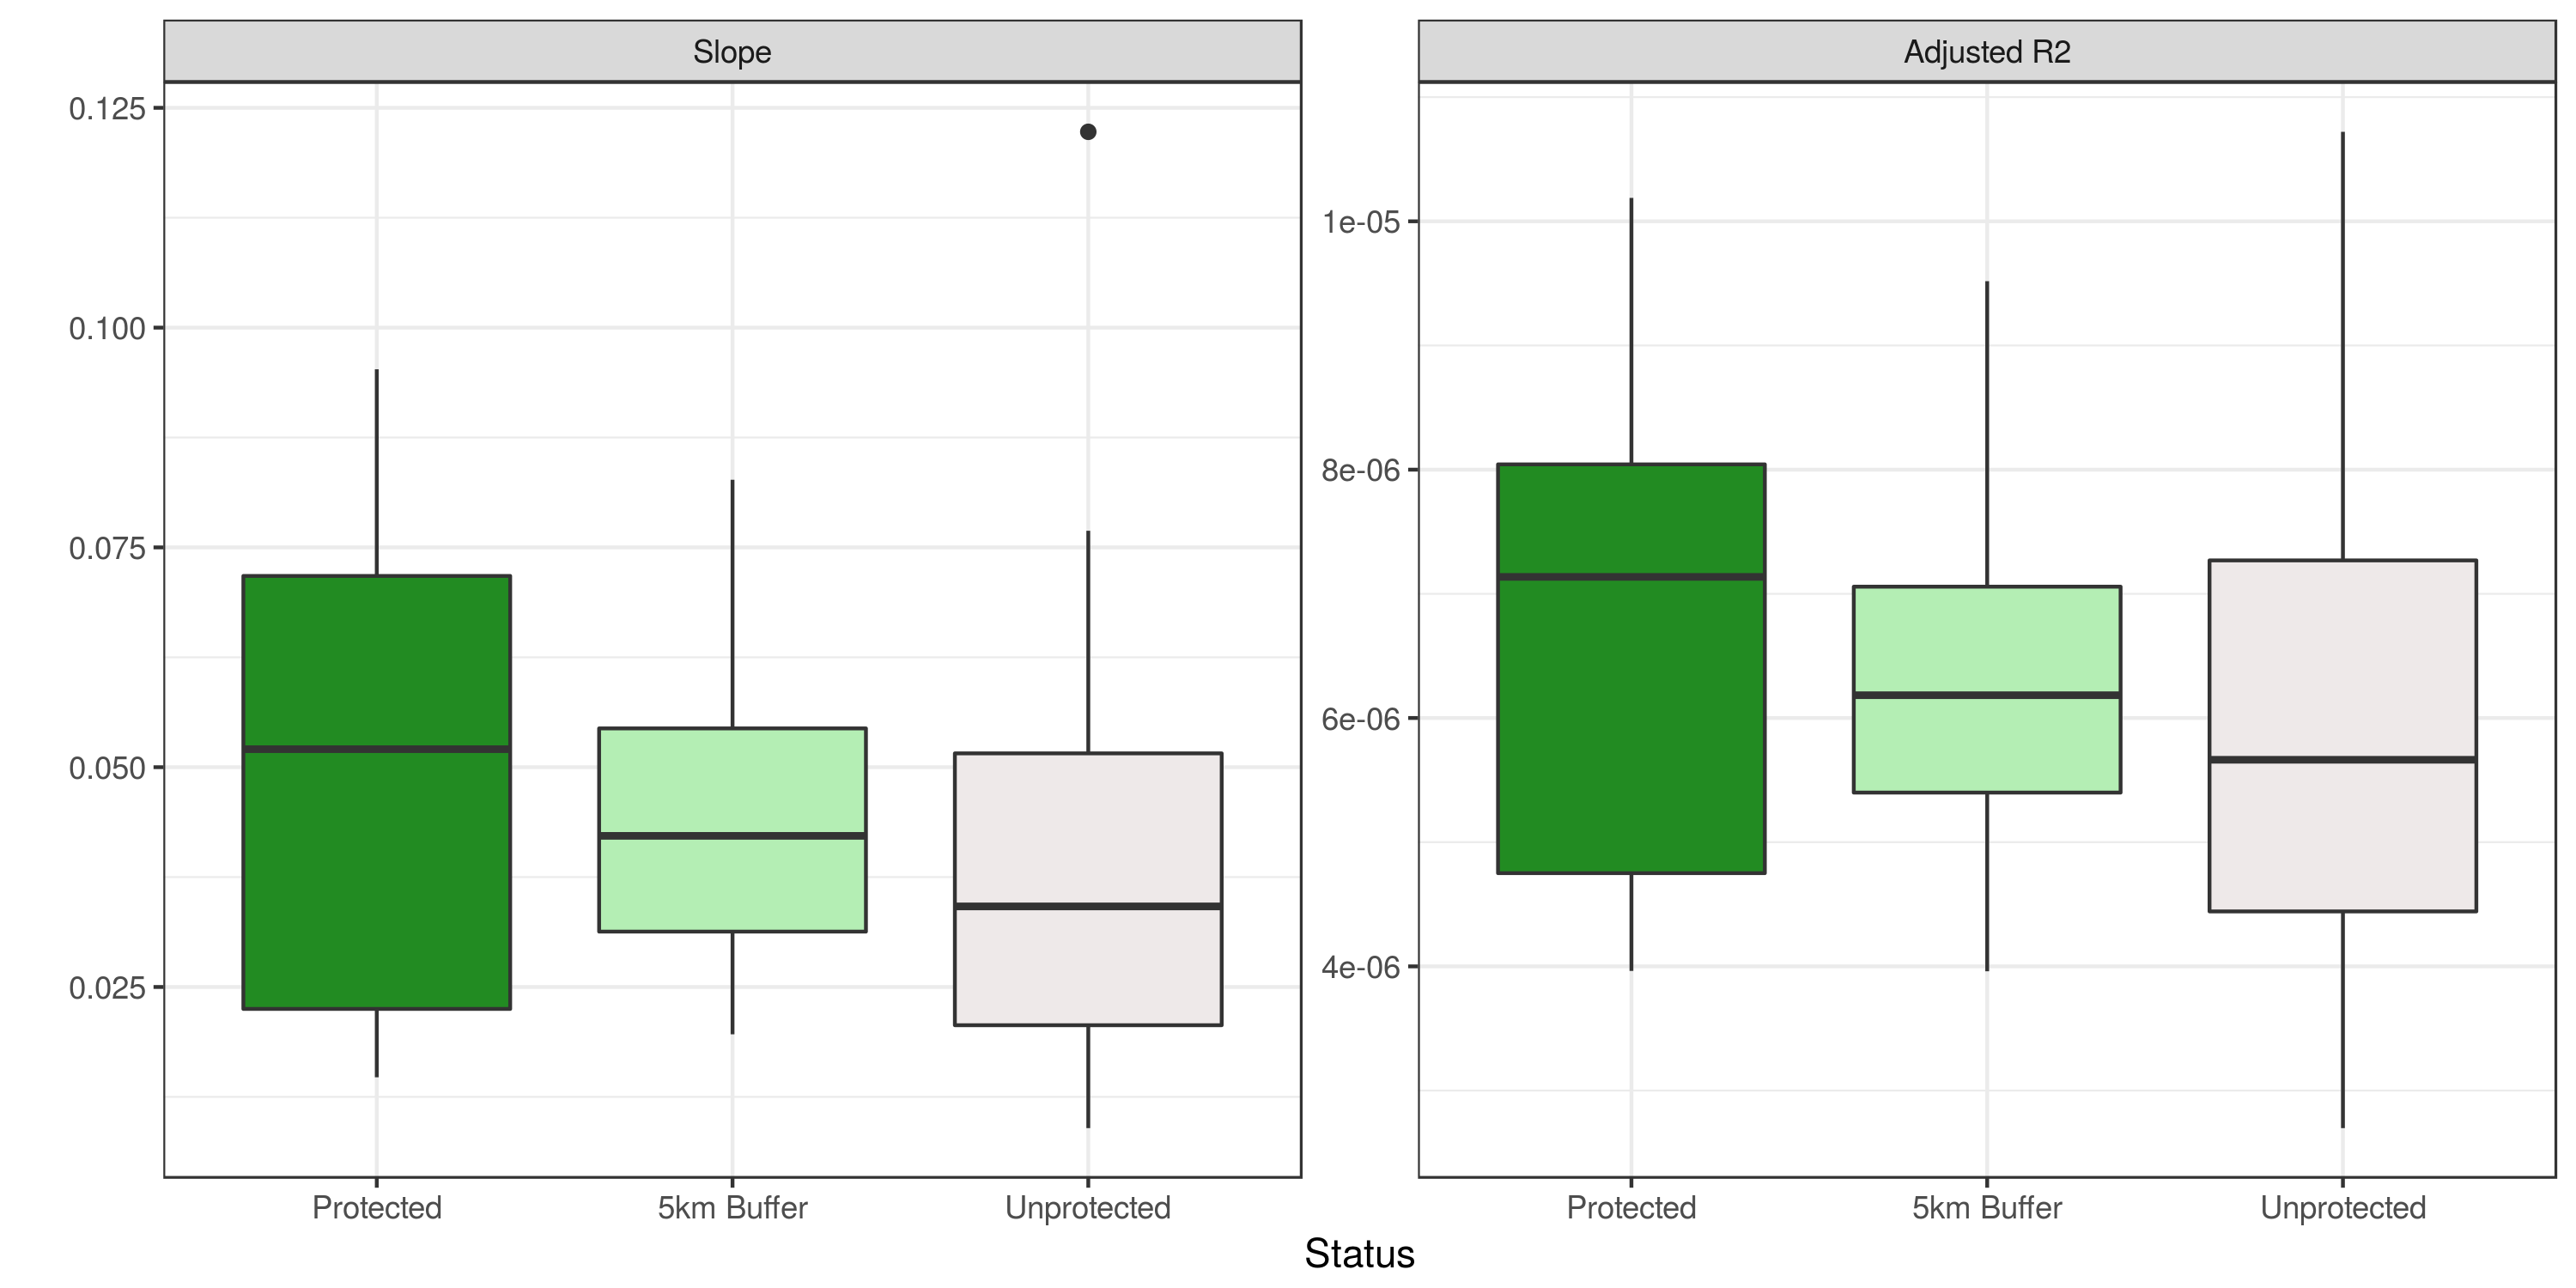 Slope
Adjusted R2
0.125
0.100
0.075
0.050
0.025
1e-05
8e-06
6e-06
4e-06
Protected 5km Buffer Unprotected
Protected 5km Buffer Unprotected
Status